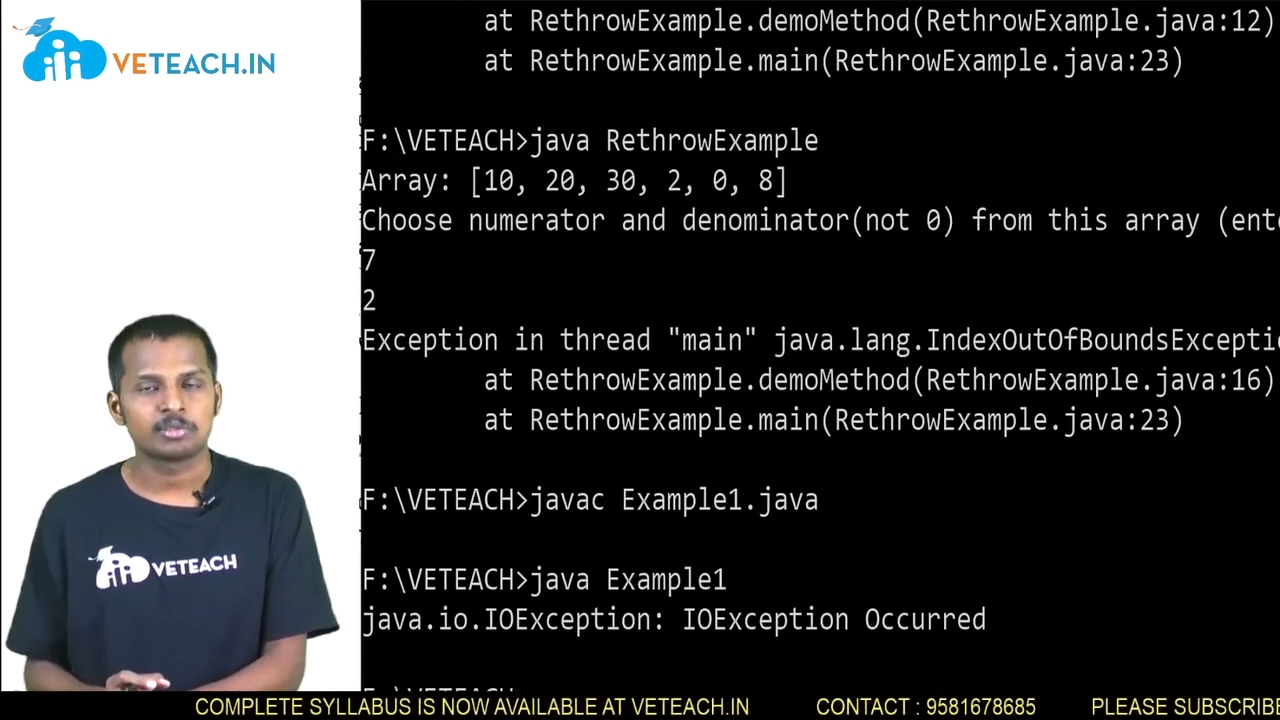 VETEACH.IN
at RethrowExample.demoMethod(RethrowExample.java:12)
at RethrowExample.main(RethrowExample.java:23)
F:\VETEACH>java RethrowExample
Array: [10, 20, 30, 2, 0, 8]
Choose numerator and denominator(not 0) from this array (ent
7
2
Exception in thread "main" java.lang.IndexOutOfBoundsExcepti
at RethrowExample.demoMethod(RethrowExample.java:16)
at RethrowExample.main(RethrowExample.java:23)
F:\VETEACH>javac Example1.java
F:\VETEACH>java Example1
java.io.IOException: IOException Occurred
F:\VETEACH>
VETEACH
COMPLETE SYLLABUS IS NOW AVAILABLE AT VETEACH.IN CONTACT : 9581678685 PLEASE SUBSCRIBE